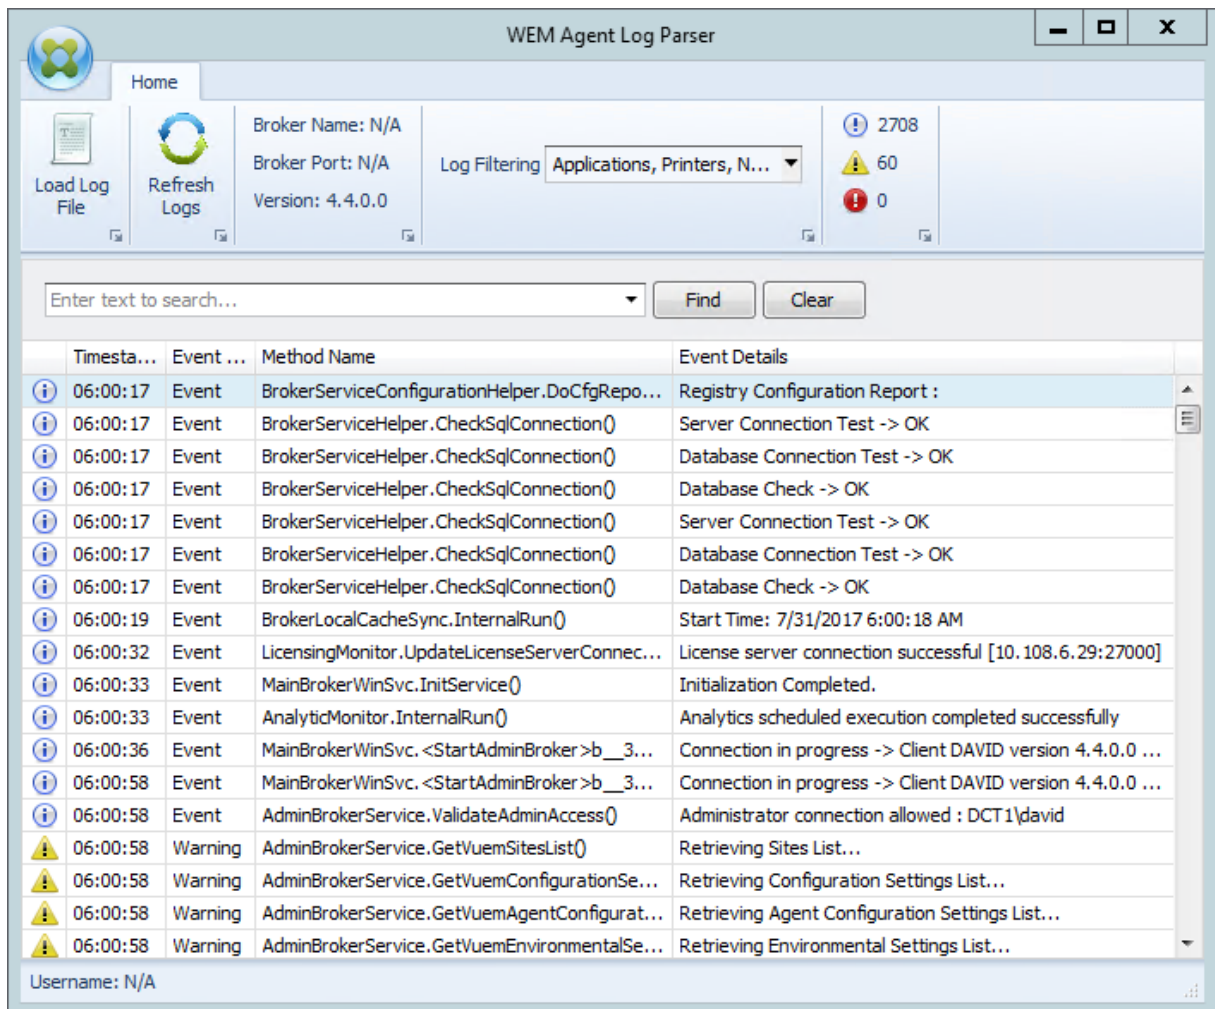 WEM Agent Log Parser
Home
Load Log File
Refresh Logs
Broker Name: N/A
Broker Port: N/A
Version: 4.4.0.0
Log Filtering Applications, Printers, N...
2708
60
0
Enter text to search...
Find Clear
Timesta... Event ... Method Name Event Details
06:00:17 Event BrokerServiceConfigurationHelper.DoCfgRepo... Registry Configuration Report :
06:00:17 Event BrokerServiceHelper.CheckSqlConnection() Server Connection Test -> OK
06:00:17 Event BrokerServiceHelper.CheckSqlConnection() Database Connection Test -> OK
06:00:17 Event BrokerServiceHelper.CheckSqlConnection() Database Check -> OK
06:00:17 Event BrokerServiceHelper.CheckSqlConnection() Server Connection Test -> OK
06:00:17 Event BrokerServiceHelper.CheckSqlConnection() Database Connection Test -> OK
06:00:17 Event BrokerServiceHelper.CheckSqlConnection() Database Check -> OK
06:00:19 Event BrokerLocalCacheSync.InternalRun() Start Time: 7/31/2017 6:00:18 AM
06:00:32 Event LicensingMonitor.UpdateLicenseServerConnec... License server connection successful [10.108.6.29:27000]
06:00:33 Event MainBrokerWinSvc.InitService() Initialization Completed.
06:00:33 Event AnalyticMonitor.InternalRun() Analytics scheduled execution completed successfully
06:00:36 Event MainBrokerWinSvc.<StartAdminBroker>b__3... Connection in progress -> Client DAVID version 4.4.0.0 ...
06:00:58 Event MainBrokerWinSvc.<StartAdminBroker>b__3... Connection in progress -> Client DAVID version 4.4.0.0 ...
06:00:58 Event AdminBrokerService.ValidateAdminAccess() Administrator connection allowed : DCT1\david
06:00:58 Warning AdminBrokerService.GetVuemSitesList() Retrieving Sites List...
06:00:58 Warning AdminBrokerService.GetVuemConfigurationSe... Retrieving Configuration Settings List...
06:00:58 Warning AdminBrokerService.GetVuemAgentConfigurat... Retrieving Agent Configuration Settings List...
06:00:58 Warning AdminBrokerService.GetVuemEnvironmentalSe... Retrieving Environmental Settings List...
Username: N/A